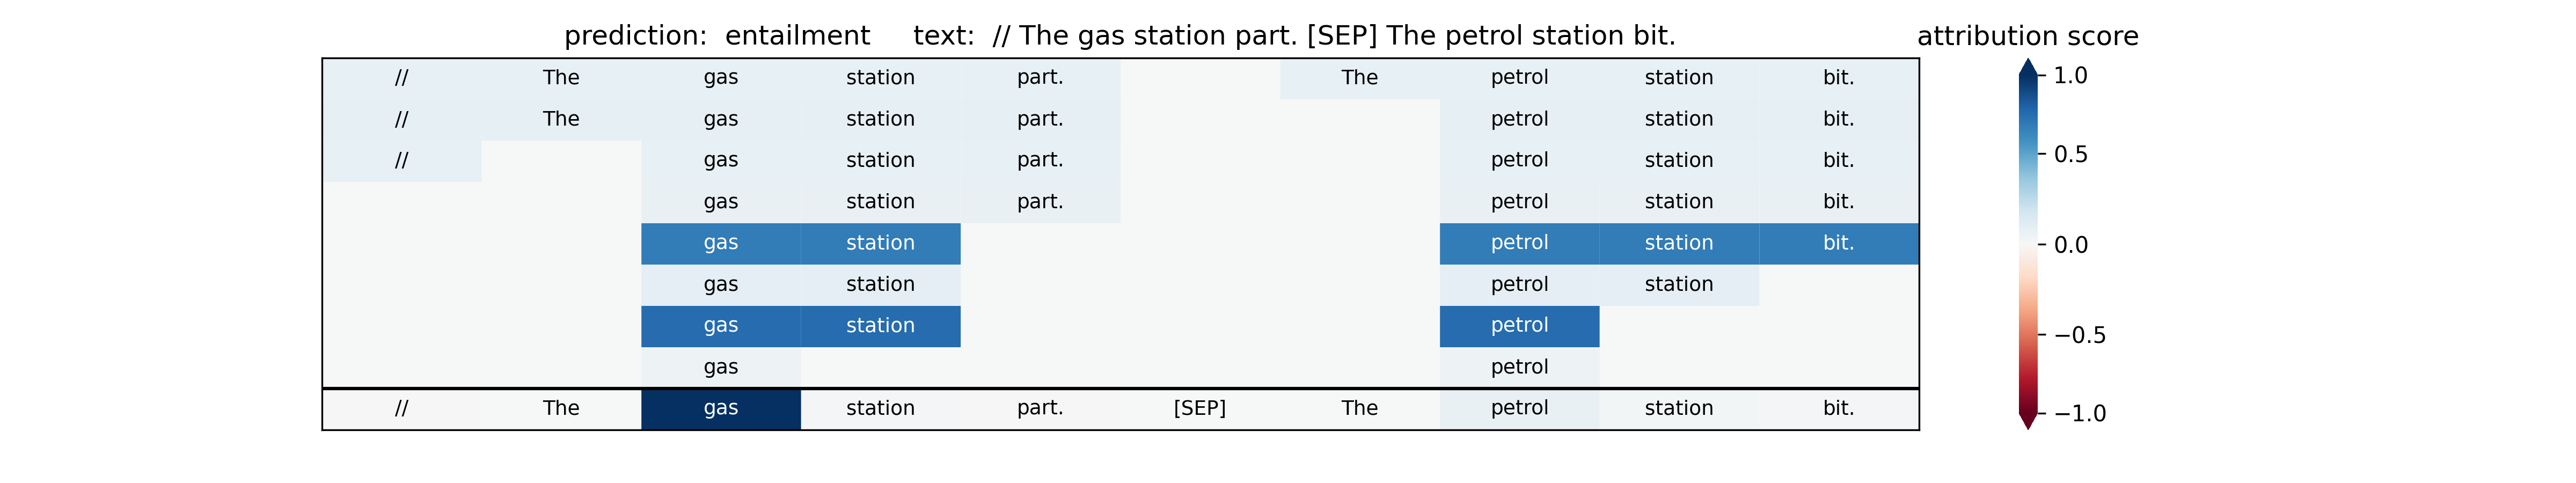 prediction: entailment text: // The gas station part. [SEP] The petrol station bit. attribution score
// The gas station part. The petrol station bit. 1.0
// The gas station part. petrol station bit.
// gas station part. petrol station bit. 0.5
gas station part. petrol station bit.
gas station petrol station bit. 0.0
gas station petrol station
gas station petrol −0.5
gas petrol
// The gas station part. [SEP] The petrol station bit. −1.0